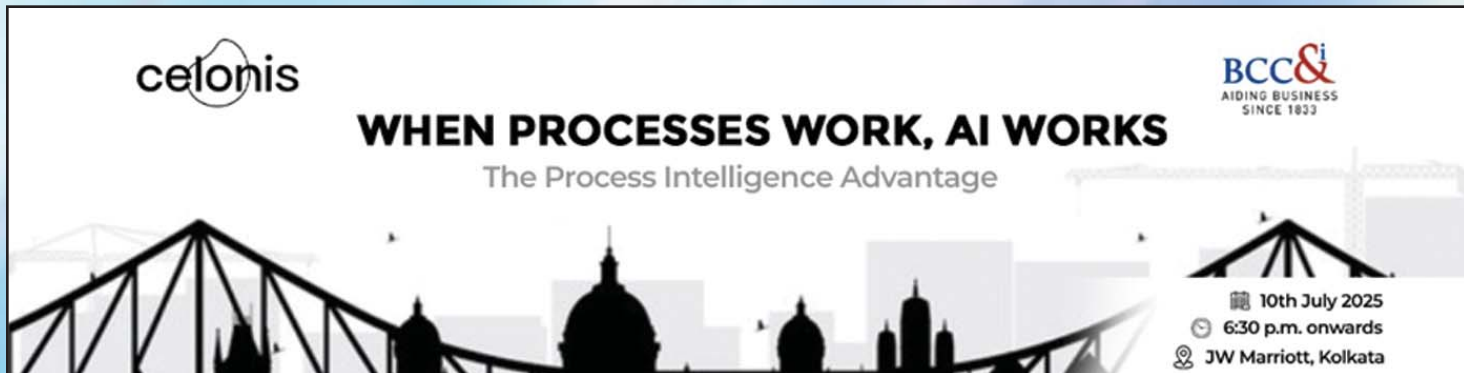 celonis
BCC&i
AIDING BUSINESS
SINCE 1833
WHEN PROCESSES WORK, AI WORKS
The Process Intelligence Advantage
10th July 2025
6:30 p.m. onwards
JW Marriott, Kolkata